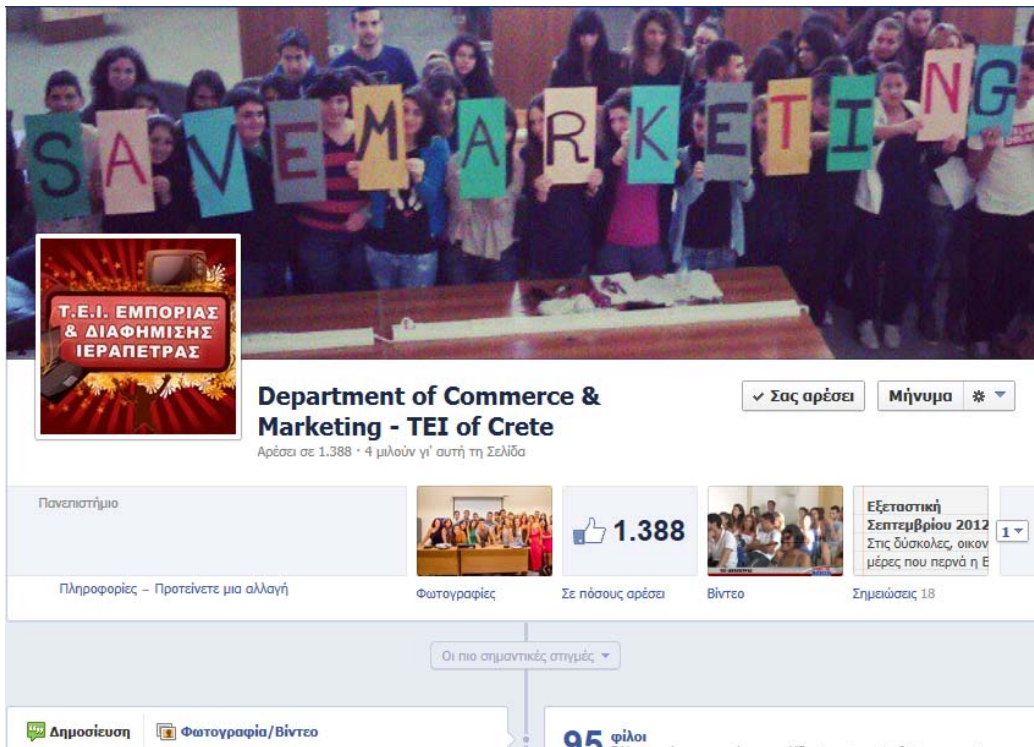 SAVE MARKETING
Τ.Ε.Ι. ΕΜΠΟΡΙΑΣ
& ΔΙΑΦΗΜΙΣΗΣ
ΙΕΡΑΠΕΤΡΑΣ
Department of Commerce &
Marketing - TEI of Crete
Αρέσει σε 1.388 · 4 μιλούν γι' αυτή τη Σελίδα
✓ Σας αρέσει
Μήνυμα
Πανεπιστήμιο
Πληροφορίες – Προτείνετε μια αλλαγή
Φωτογραφίες
1.388
Σε πόσους αρέσει
Βίντεο
Εξεταστική
Σεπτεμβρίου 2012
Στις δύσκολες, οικον
μέρες που περνά η Ε
Σημειώσεις 18
1
Οι πιο σημαντικές στιγμές
Δημοσίευση
Φωτογραφία/Βίντεο
95 φίλοι